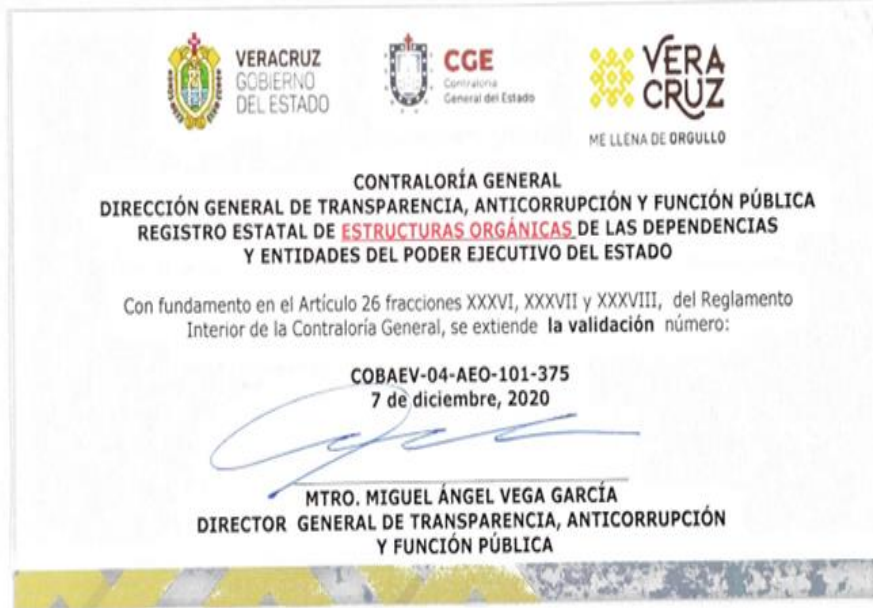 VERACRUZ
GOBIERNO
DEL ESTADO
CGE
Contraloría
General del Estado
VERA
CRUZ
ME LLENA DE ORGULLO
CONTRALORÍA GENERAL
DIRECCIÓN GENERAL DE TRANSPARENCIA, ANTICORRUPCIÓN Y FUNCIÓN PÚBLICA
REGISTRO ESTATAL DE ESTRUCTURAS ORGÁNICAS DE LAS DEPENDENCIAS
Y ENTIDADES DEL PODER EJECUTIVO DEL ESTADO
Con fundamento en el Artículo 26 fracciones XXXVI, XXXVII y XXXVIII, del Reglamento
Interior de la Contraloría General, se extiende la validación número:
COBAEV-04-AEO-101-375
7 de diciembre, 2020
MTRO. MIGUEL ÁNGEL VEGA GARCÍA
DIRECTOR GENERAL DE TRANSPARENCIA, ANTICORRUPCIÓN
Y FUNCIÓN PÚBLICA